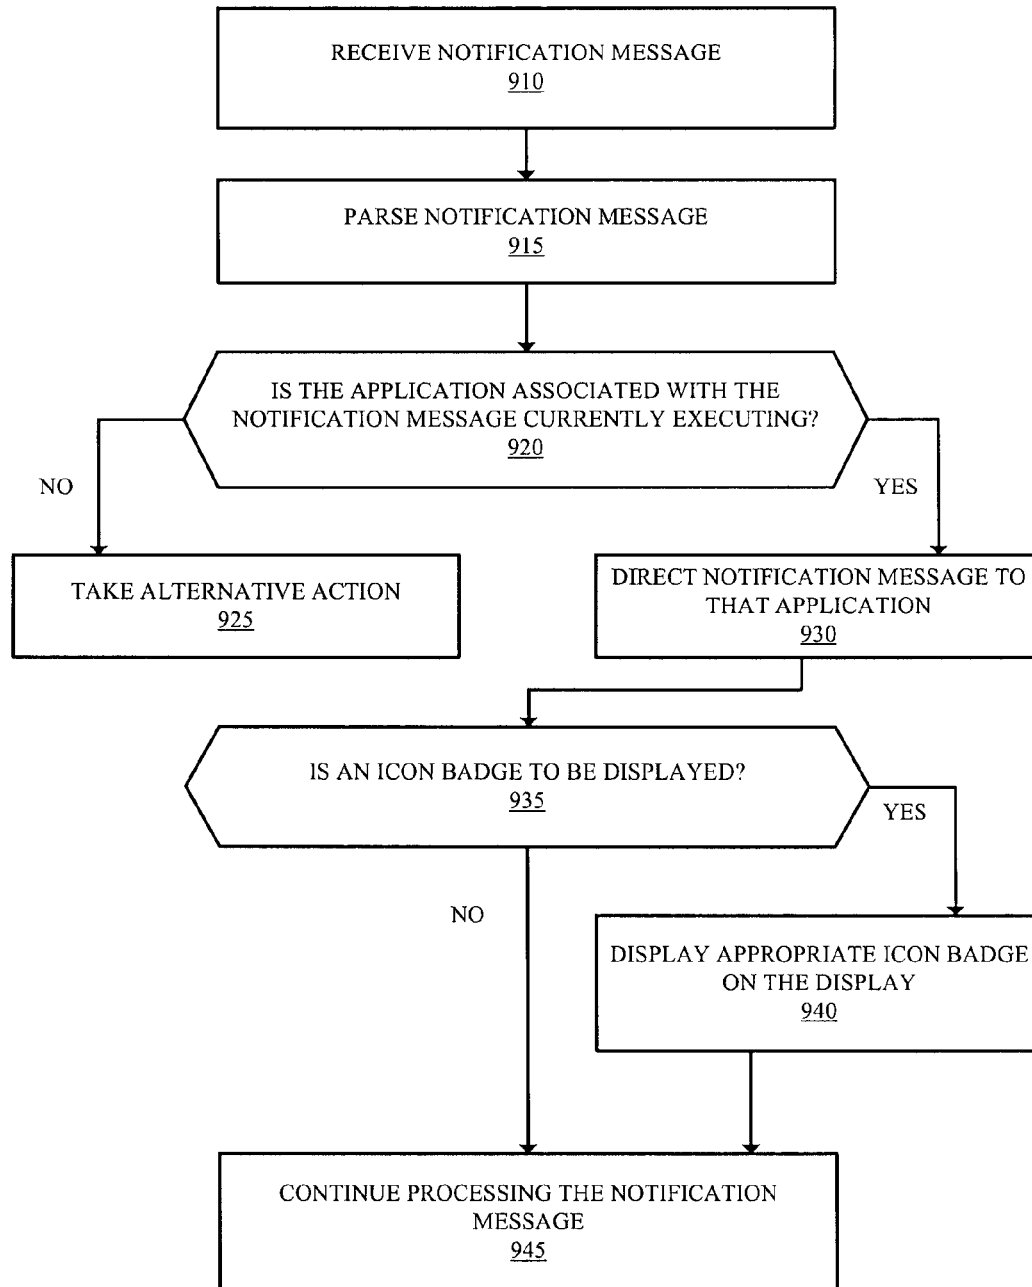 RECEIVE NOTIFICATION MESSAGE
910
PARSE NOTIFICATION MESSAGE
915
IS THE APPLICATION ASSOCIATED WITH THE
NOTIFICATION MESSAGE CURRENTLY EXECUTING?
920
NO
YES
TAKE ALTERNATIVE ACTION
925
DIRECT NOTIFICATION MESSAGE TO
THAT APPLICATION
930
IS AN ICON BADGE TO BE DISPLAYED?
935
YES
NO
DISPLAY APPROPRIATE ICON BADGE
ON THE DISPLAY
940
CONTINUE PROCESSING THE NOTIFICATION
MESSAGE
945